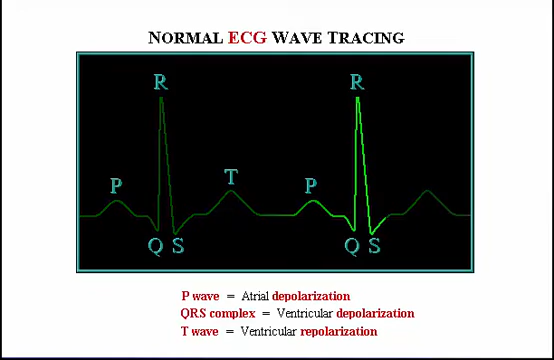 NORMAL ECG WAVE TRACING
R R
P T P
Q S Q S
P wave = Atrial depolarization
QRS complex = Ventricular depolarization
T wave = Ventricular repolarization